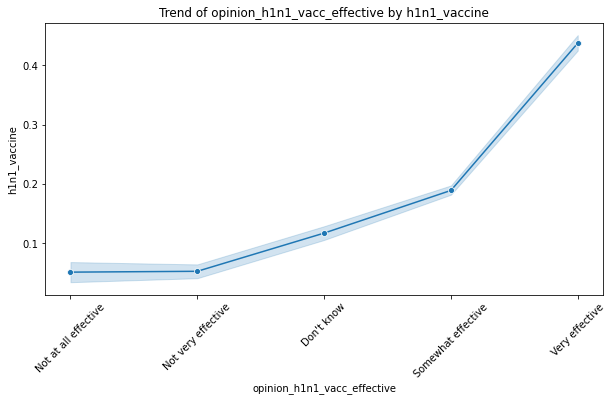 Trend of opinion_h1n1_vacc_effective by h1n1_vaccine
h1n1_vaccine
0.4
0.3
0.2
0.1
Not at all effective
Not very effective
Don't know
Somewhat effective
Very effective
opinion_h1n1_vacc_effective